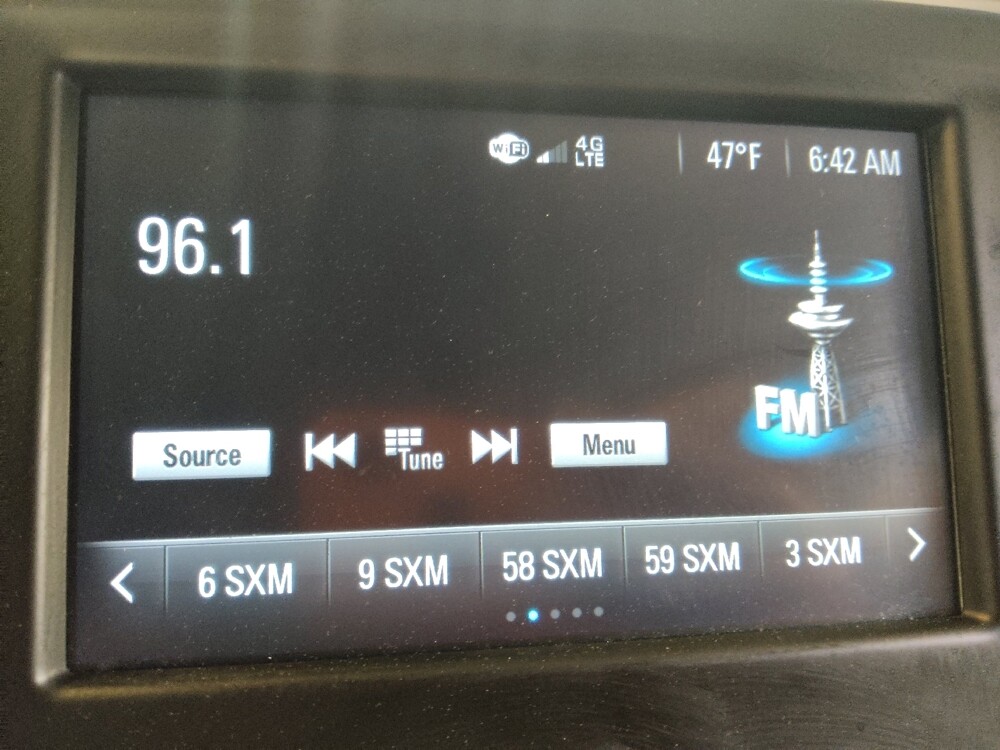 WiFi 4G LTE 47°F 6:42 AM
96.1
FM
Source Tune Menu
6 SXM 9 SXM 58 SXM 59 SXM 3 SXM